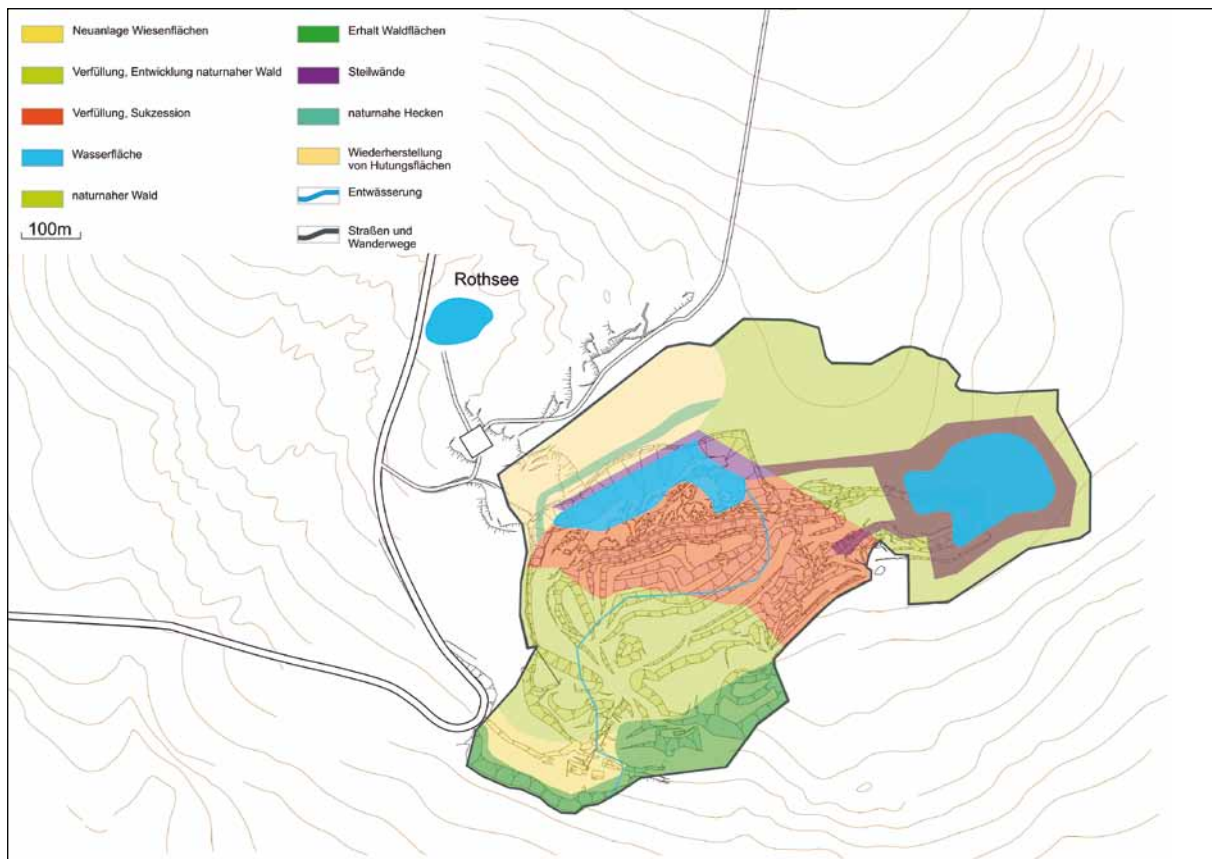 Neuanlage Wiesenflächen
Verfüllung, Entwicklung naturnaher Wald
Verfüllung, Sukzession
Wasserfläche
naturnaher Wald
100m
Erhalt Waldflächen
Steilwände
naturnahe Hecken
Wiederherstellung
von Hutungsflächen
Entwässerung
Straßen und
Wanderwege
Rothsee